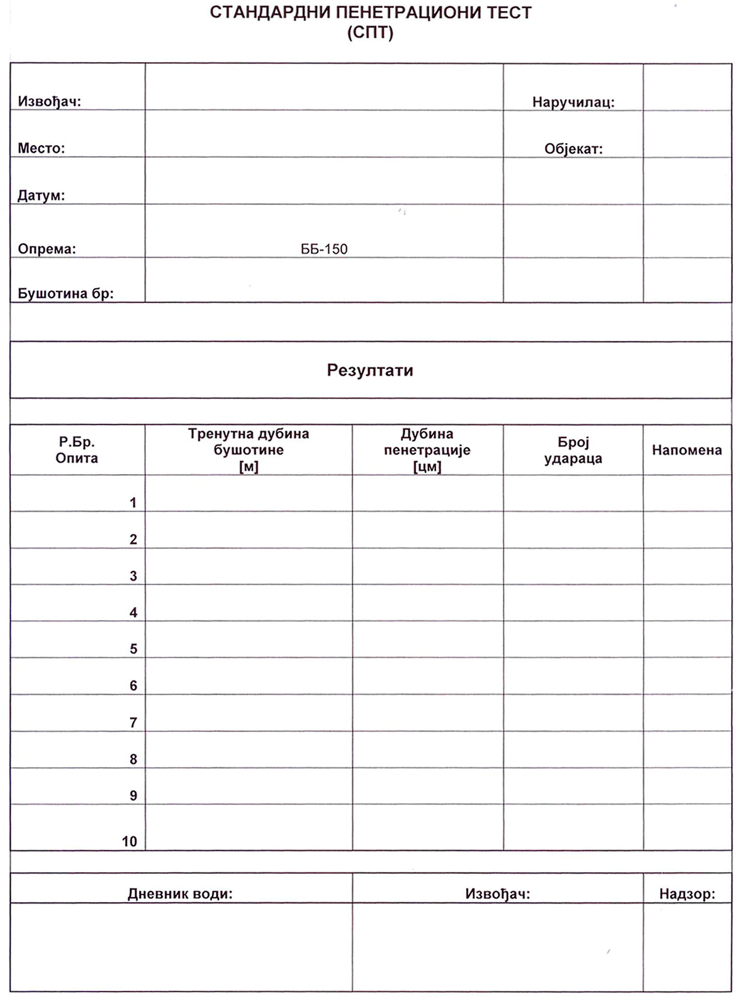 СТАНДАРДНИ ПЕНЕТРАЦИОНИ ТЕСТ
(СПТ)
Извођач:
Наручилац:
Место:
Објекат:
Датум:
Опрема:
ББ-150
Бушотина бр:
Резултати
Р.Бр.
Опита
Тренутна дубина
бушотине
[м]
Дубина
пенетрације
[цм]
Број
удараца
Напомена
1
2
3
4
5
6
7
8
9
10
Дневник води:
Извођач:
Надзор: